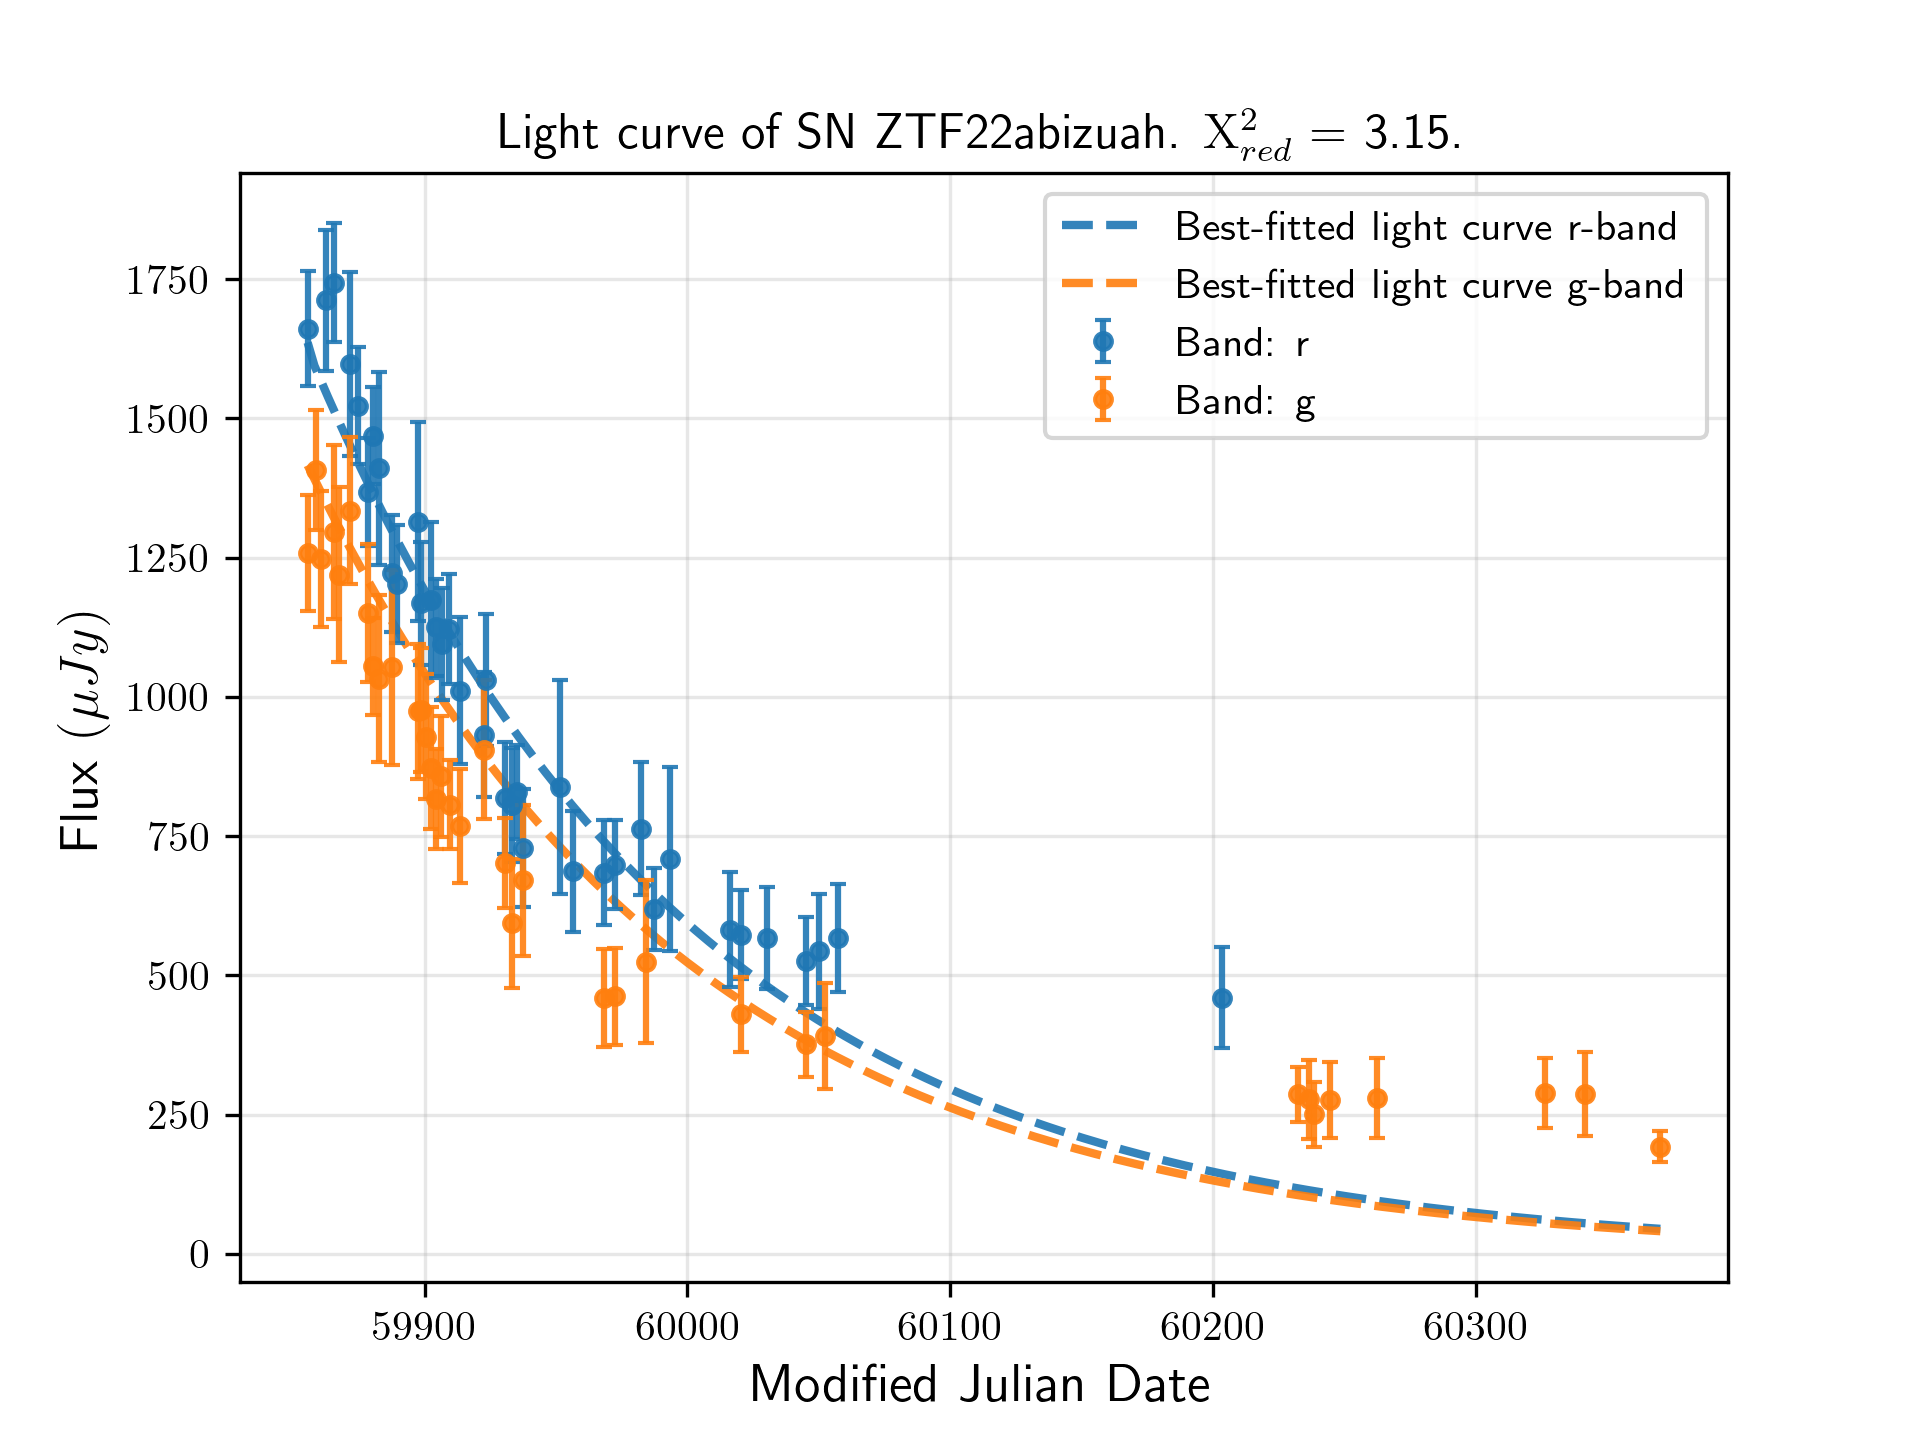 Light curve of SN ZTF22abizuah. X²_red = 3.15.
Best-fitted light curve r-band
Best-fitted light curve g-band
Band: r
Band: g
Flux (μJy)
1750
1500
1250
1000
750
500
250
0
59900 60000 60100 60200 60300
Modified Julian Date